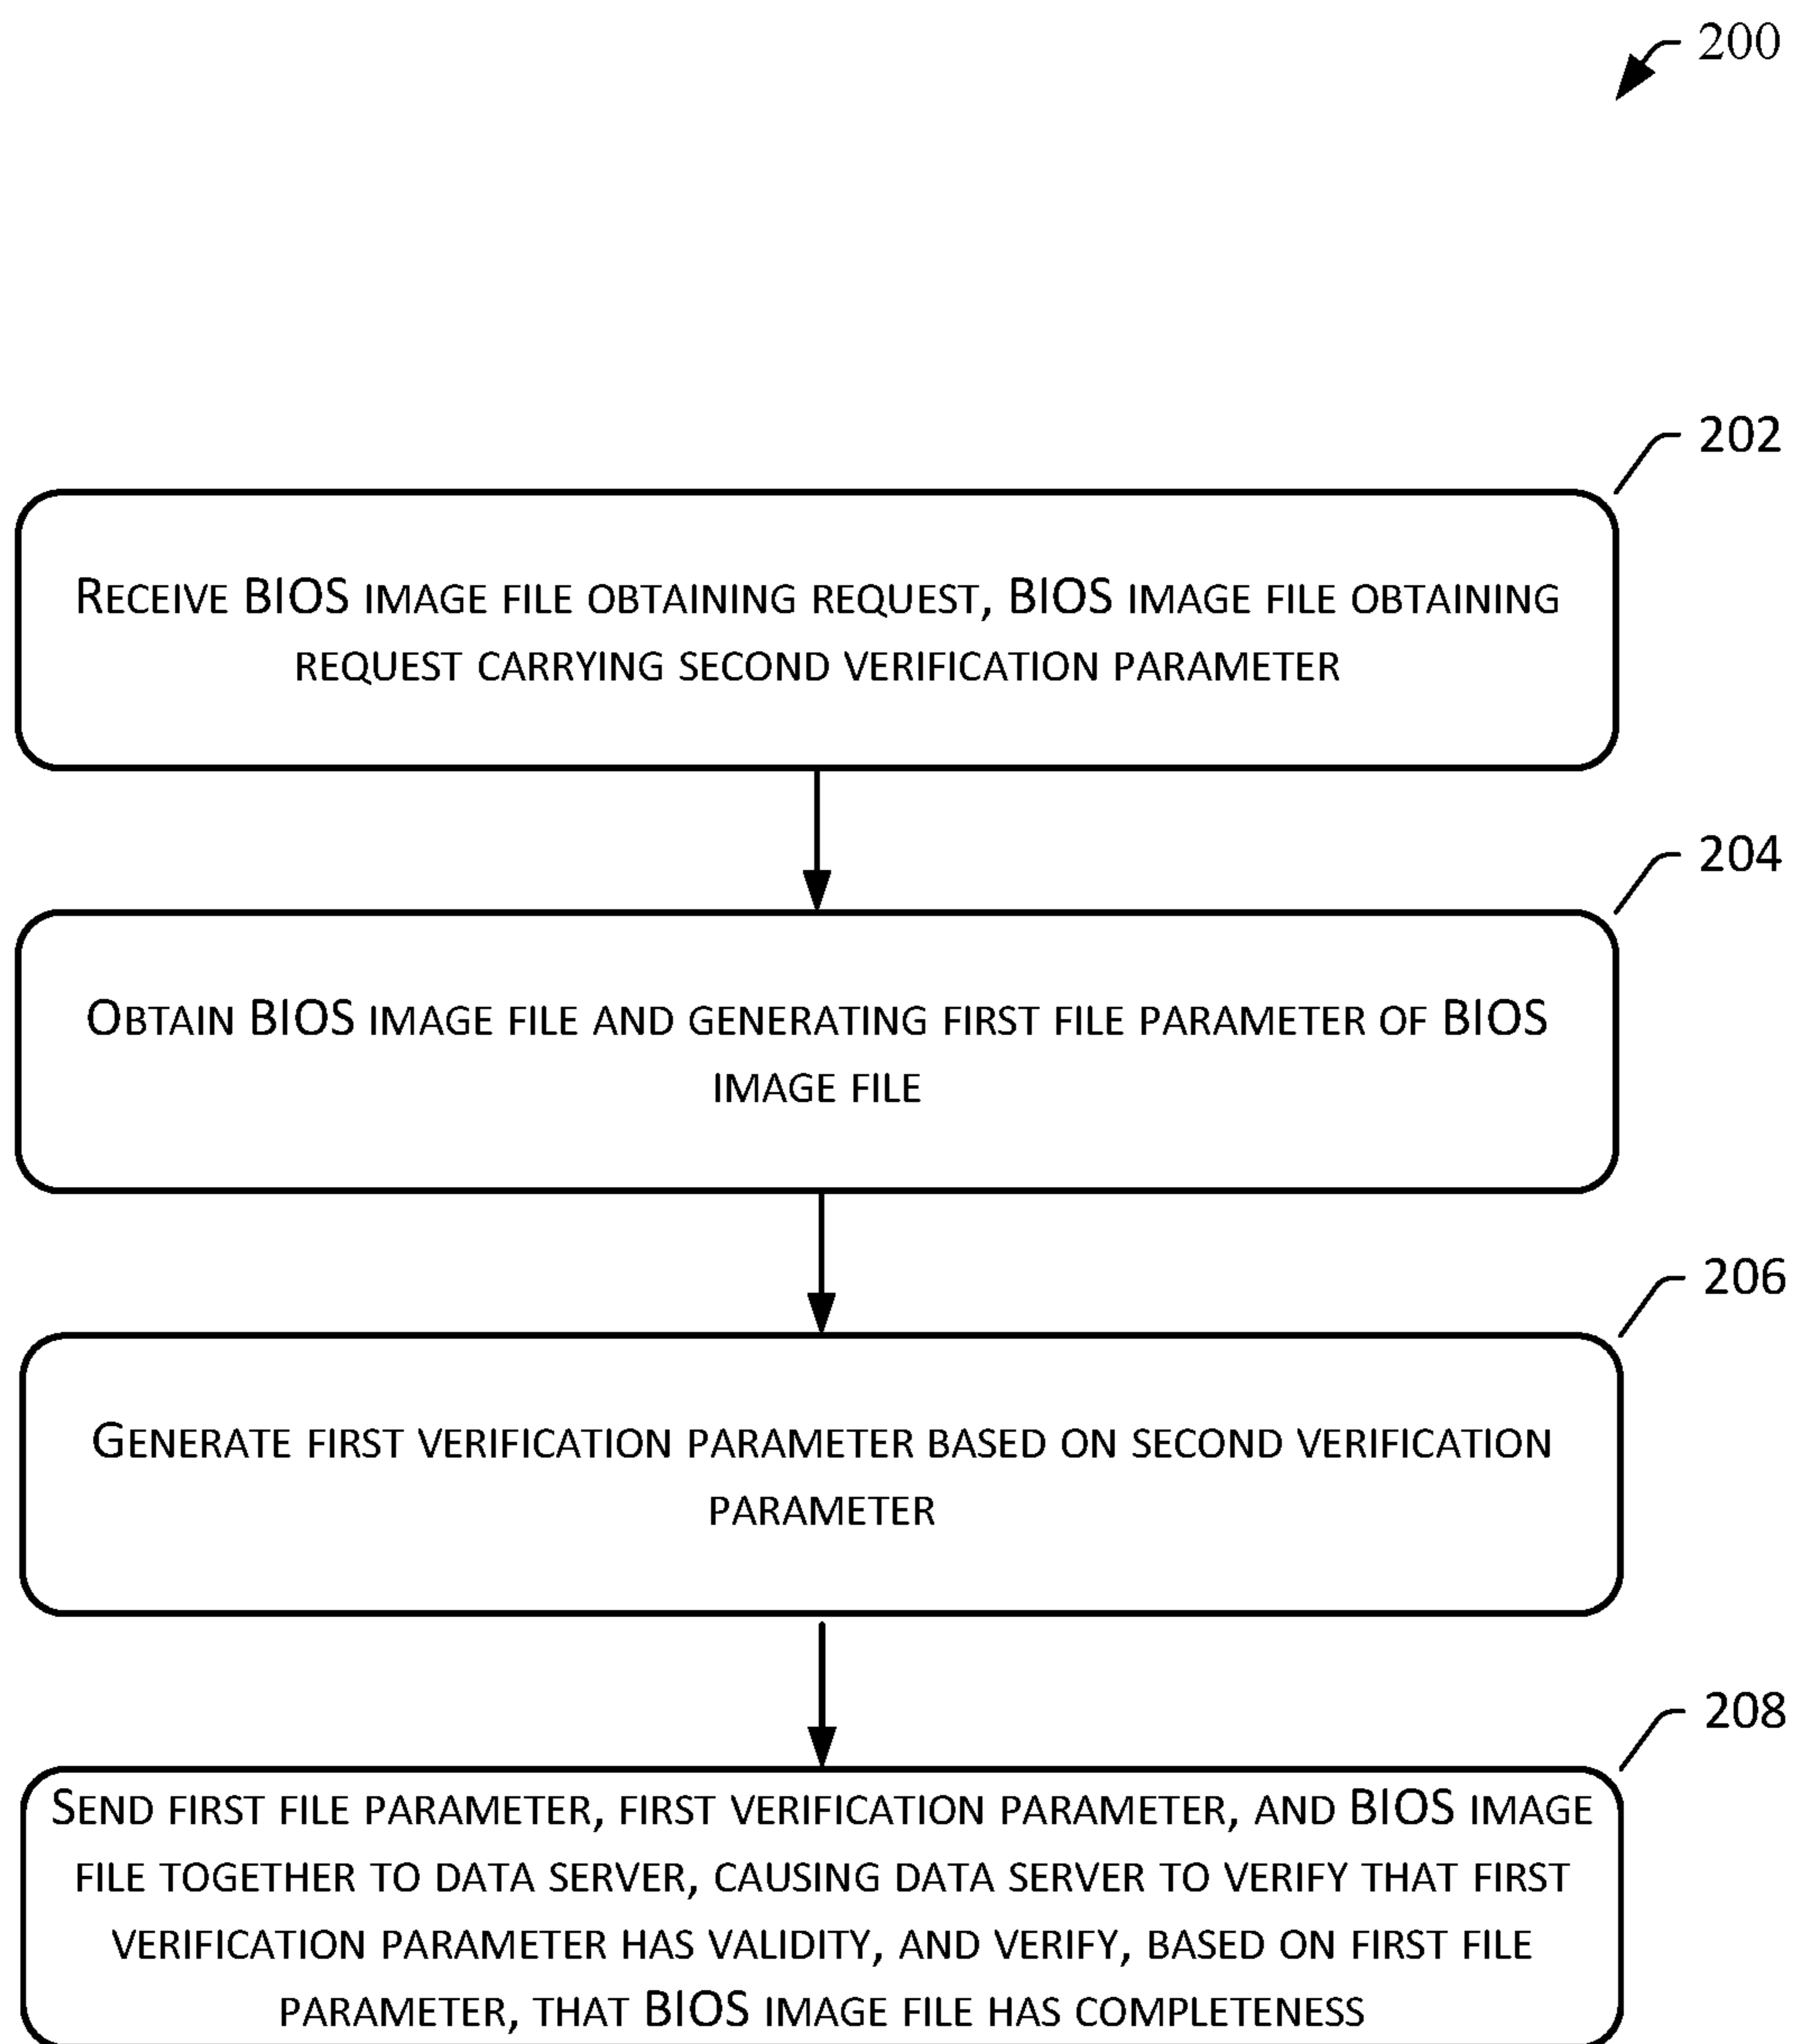 200
202
Receive BIOS image file obtaining request, BIOS image file obtaining
request carrying second verification parameter
204
Obtain BIOS image file and generating first file parameter of BIOS
image file
206
Generate first verification parameter based on second verification
parameter
208
Send first file parameter, first verification parameter, and BIOS image
file together to data server, causing data server to verify that first
verification parameter has validity, and verify, based on first file
parameter, that BIOS image file has completeness